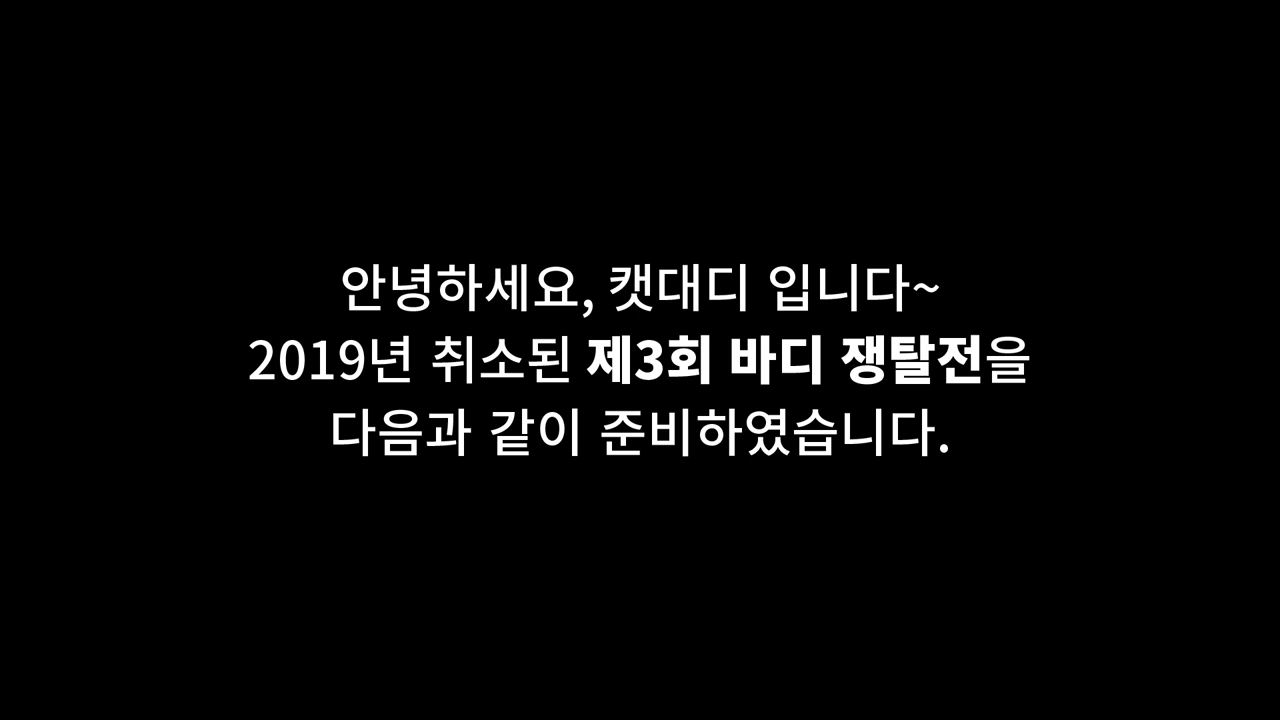 안녕하세요, 캣대디 입니다~
2019년 취소된 제3회 바디 쟁탈전을
다음과 같이 준비하였습니다.